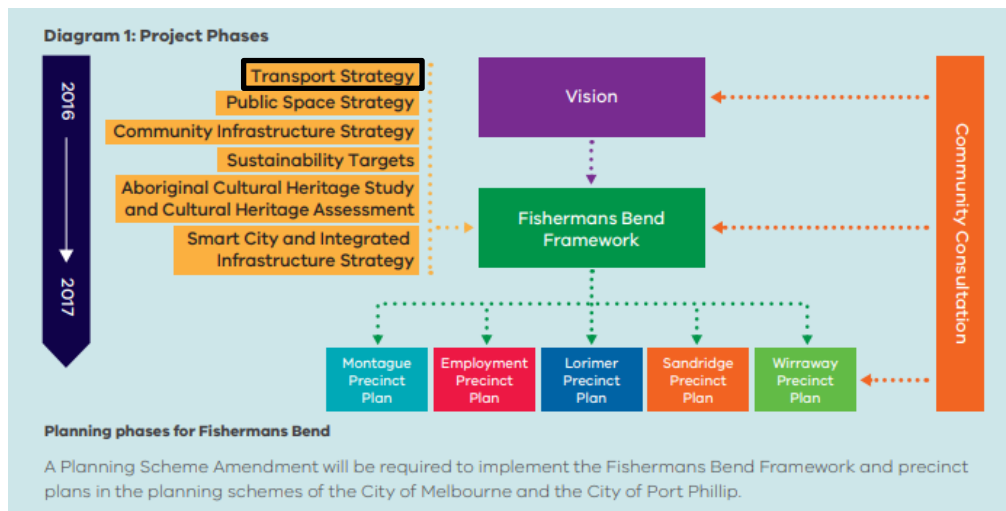 Diagram 1: Project Phases
2016
2017
Transport Strategy
Public Space Strategy
Community Infrastructure Strategy
Sustainability Targets
Aboriginal Cultural Heritage Study
and Cultural Heritage Assessment
Smart City and Integrated
Infrastructure Strategy
Vision
Fishermans Bend
Framework
Community Consultation
Montague
Precinct
Plan
Employment
Precinct
Plan
Lorimer
Precinct
Plan
Sandridge
Precinct
Plan
Wirraway
Precinct
Plan
Planning phases for Fishermans Bend
A Planning Scheme Amendment will be required to implement the Fishermans Bend Framework and precinct
plans in the planning schemes of the City of Melbourne and the City of Port Phillip.